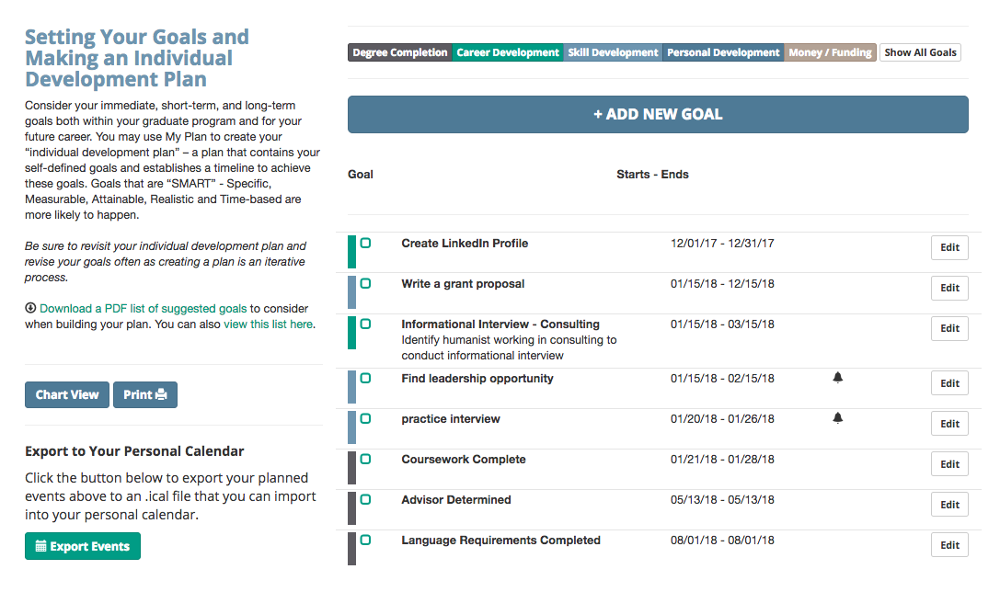 Setting Your Goals and
Making an Individual
Development Plan
Consider your immediate, short-term, and long-term
goals both within your graduate program and for your
future career. You may use My Plan to create your
“individual development plan” – a plan that contains your
self-defined goals and establishes a timeline to achieve
these goals. Goals that are “SMART” - Specific,
Measurable, Attainable, Realistic and Time-based are
more likely to happen.
Be sure to revisit your individual development plan and
revise your goals often as creating a plan is an iterative
process.
Download a PDF list of suggested goals to consider
when building your plan. You can also view this list here.
Chart View Print
Export to Your Personal Calendar
Click the button below to export your planned
events above to an .ical file that you can import
into your personal calendar.
Export Events
Degree Completion Career Development Skill Development Personal Development Money / Funding Show All Goals
+ ADD NEW GOAL
Goal Starts - Ends
Create LinkedIn Profile 12/01/17 - 12/31/17 Edit
Write a grant proposal 01/15/18 - 12/15/18 Edit
Informational Interview - Consulting 01/15/18 - 03/15/18 Edit
Identify humanist working in consulting to
conduct informational interview
Find leadership opportunity 01/15/18 - 02/15/18 Edit
practice interview 01/20/18 - 01/26/18 Edit
Coursework Complete 01/21/18 - 01/28/18 Edit
Advisor Determined 05/13/18 - 05/13/18 Edit
Language Requirements Completed 08/01/18 - 08/01/18 Edit